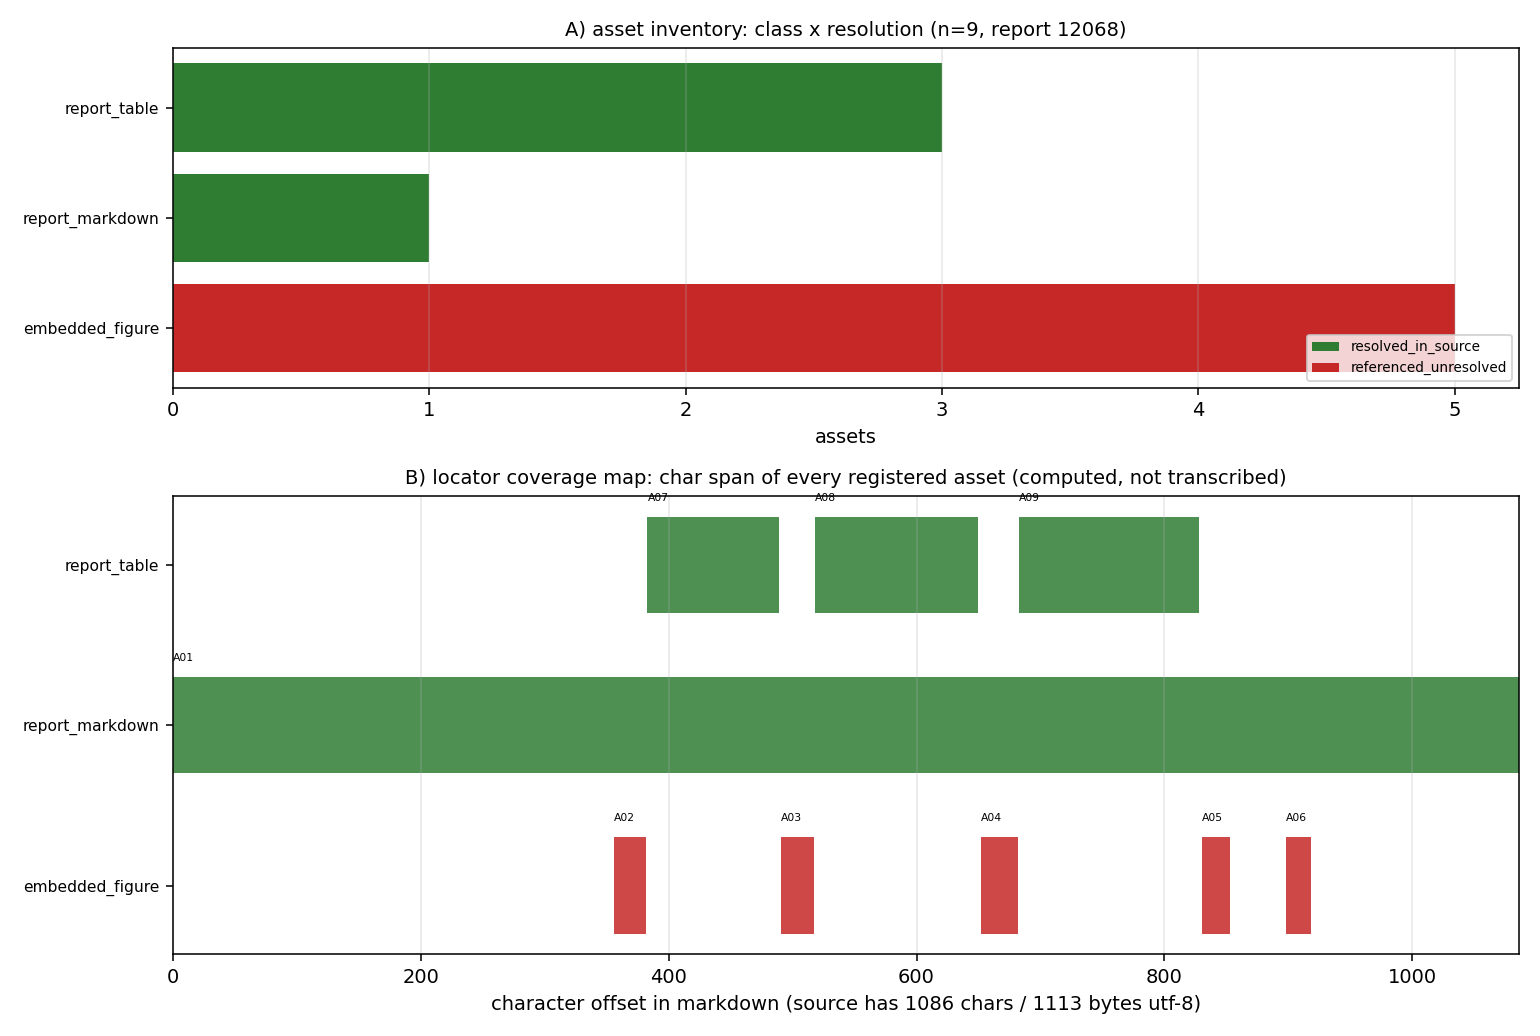 A) asset inventory: class x resolution (n=9, report 12068)
report_table
report_markdown
embedded_figure
resolved_in_source
referenced_unresolved
0 1 2 3 4 5
assets
B) locator coverage map: char span of every registered asset (computed, not transcribed)
A07 A08 A09
report_table
A01
report_markdown
A02 A03 A04 A05 A06
embedded_figure
0 200 400 600 800 1000
character offset in markdown (source has 1086 chars / 1113 bytes utf-8)